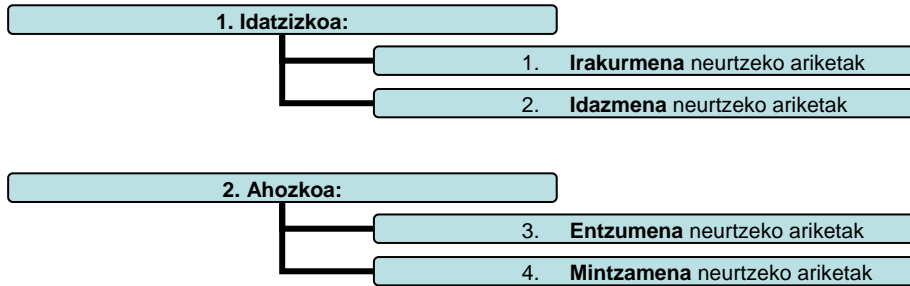 1. Idatzizkoa:
1. Irakurmena neurtzeko ariketak
2. Idazmena neurtzeko ariketak
2. Ahozkoa:
3. Entzumena neurtzeko ariketak
4. Mintzamena neurtzeko ariketak